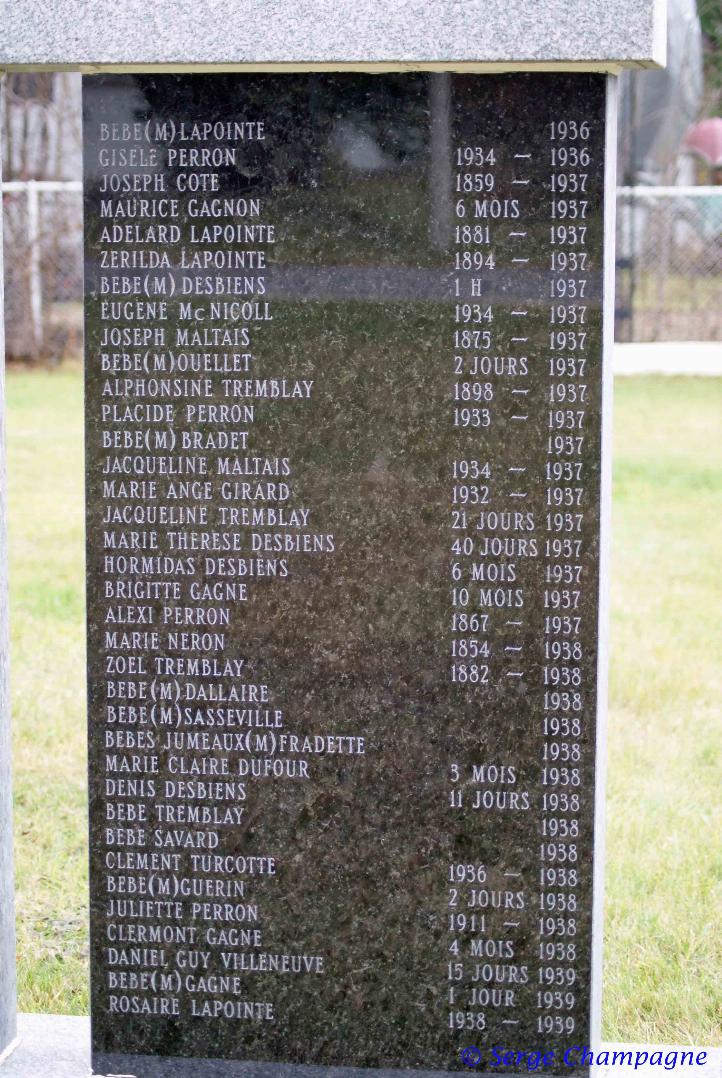 BEBE(M) LAPOINTE 1936
GISÈLE PERRON 1934 – 1936
JOSEPH COTE 1859 – 1937
MAURICE GAGNON 6 MOIS 1937
ADELARD LAPOINTE 1881 – 1937
ZERILDA LAPOINTE 1894 – 1937
BEBE(M) DESBIENS 1 H 1937
EUGÈNE McNICOLL 1934 – 1937
JOSEPH MALTAIS 1875 – 1937
BEBE(M) OUELLET 2 JOURS 1937
ALPHONSINE TREMBLAY 1898 – 1937
PLACIDE PERRON 1933 – 1937
BEBE(M) BRADET 1937
JACQUELINE MALTAIS 1934 – 1937
MARIE ANGE GIRARD 1932 – 1937
JACQUELINE TREMBLAY 21 JOURS 1937
MARIE THERESE DESBIENS 40 JOURS 1937
HORMIDAS DESBIENS 6 MOIS 1937
BRIGITTE GAGNE 10 MOIS 1937
ALEXI PERRON 1867 – 1937
MARIE NERON 1854 – 1938
ZOEL TREMBLAY 1882 – 1938
BEBE(M) DALLAIRE 1938
BEBE(M) SASSEVILLE 1938
BEBES JUMEAUX(M) FRADETTE 1938
MARIE CLAIRE DUFOUR 3 MOIS 1938
DENIS DESBIENS 11 JOURS 1938
BEBE TREMBLAY 1938
BEBE SAVARD 1938
CLEMENT TURCOTTE 1936 – 1938
BEBE(M) GUERIN 2 JOURS 1938
JULIETTE PERRON 1911 – 1938
CLERMONT GAGNE 4 MOIS 1938
DANIEL GUY VILLENEUVE 15 JOURS 1939
BEBE(M) GAGNE 1 JOUR 1939
ROSAIRE LAPOINTE 1938 – 1939
© Serge Champagne